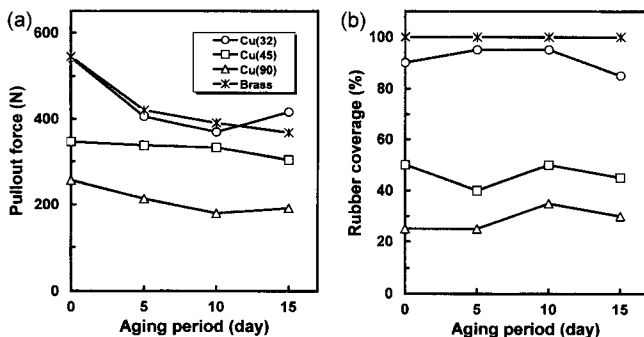 (a)
Pullout force (N)
600
400
200
0
0 5 10 15
Aging period (day)
Cu(32)
Cu(45)
Cu(90)
Brass
(b)
Rubber coverage (%)
100
80
60
40
20
0 5 10 15
Aging period (day)